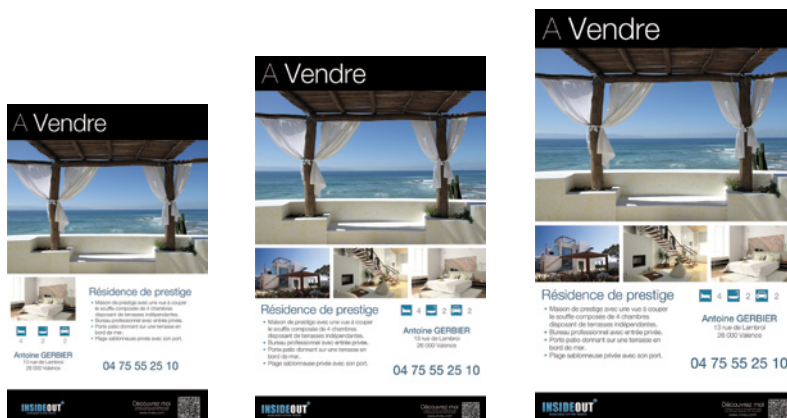 A Vendre
Résidence de prestige
• Maison de prestige avec une vue à couper
le souffle composée de 4 chambres
disposant de terrasses indépendantes.
• Bureau professionnel avec entrée privée.
• Porte patio donnant sur une terrasse en
bord de mer.
• Plage sablonneuse privée avec son port.
4 2 2
Antoine GERBIER
13 rue de Lambroi
26 000 Valence
04 75 55 25 10
INSIDEOUT
Découvrez moi
A Vendre
Résidence de prestige
4 2 2
• Maison de prestige avec une vue à couper
le souffle composée de 4 chambres
disposant de terrasses indépendantes.
• Bureau professionnel avec entrée privée.
• Porte patio donnant sur une terrasse en
bord de mer.
• Plage sablonneuse privée avec son port.
Antoine GERBIER
13 rue de Lambroi
26 000 Valence
04 75 55 25 10
INSIDEOUT
Découvrez moi
A Vendre
Résidence de prestige
4 2 2
• Maison de prestige avec une vue à couper
le souffle composée de 4 chambres
disposant de terrasses indépendantes.
• Bureau professionnel avec entrée privée.
• Porte patio donnant sur une terrasse en
bord de mer.
• Plage sablonneuse privée avec son port.
Antoine GERBIER
13 rue de Lambroi
26 000 Valence
04 75 55 25 10
INSIDEOUT
Découvrez moi